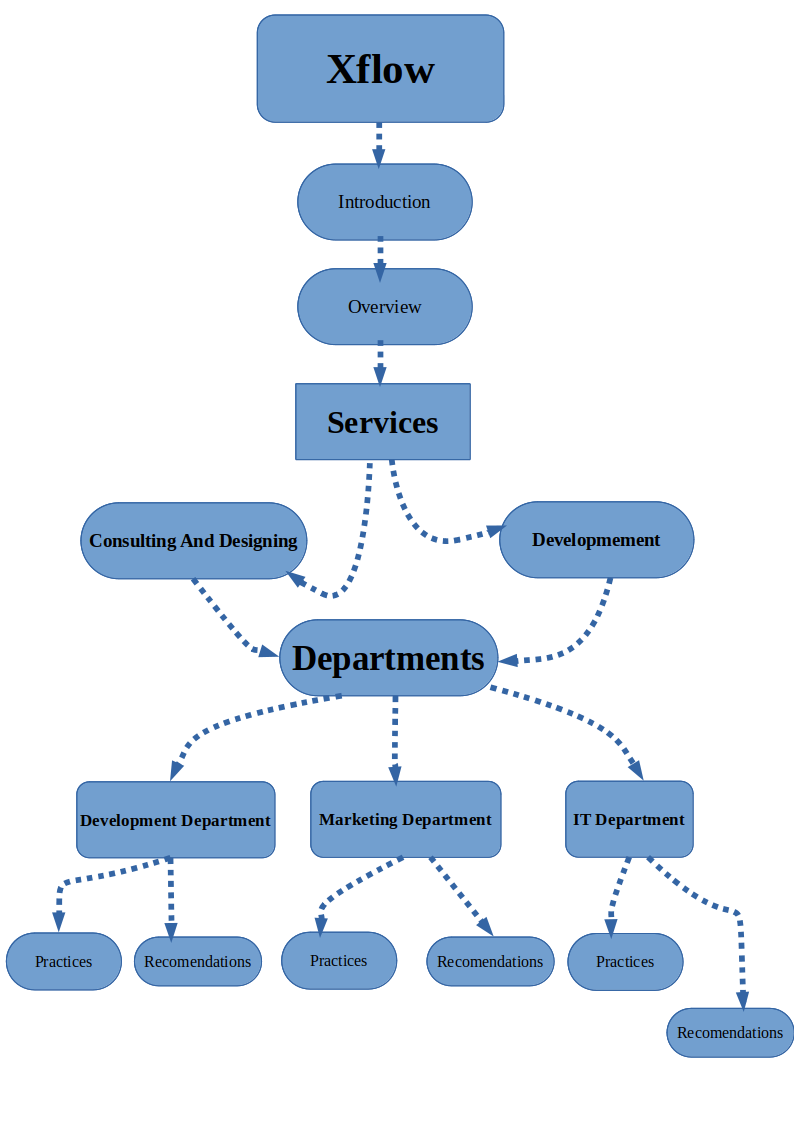 Xflow
Introduction
Overview
Services
Consulting And Designing
Developmement
Departments
Development Department
Marketing Department
IT Department
Practices
Recomendations
Practices
Recomendations
Practices
Recomendations